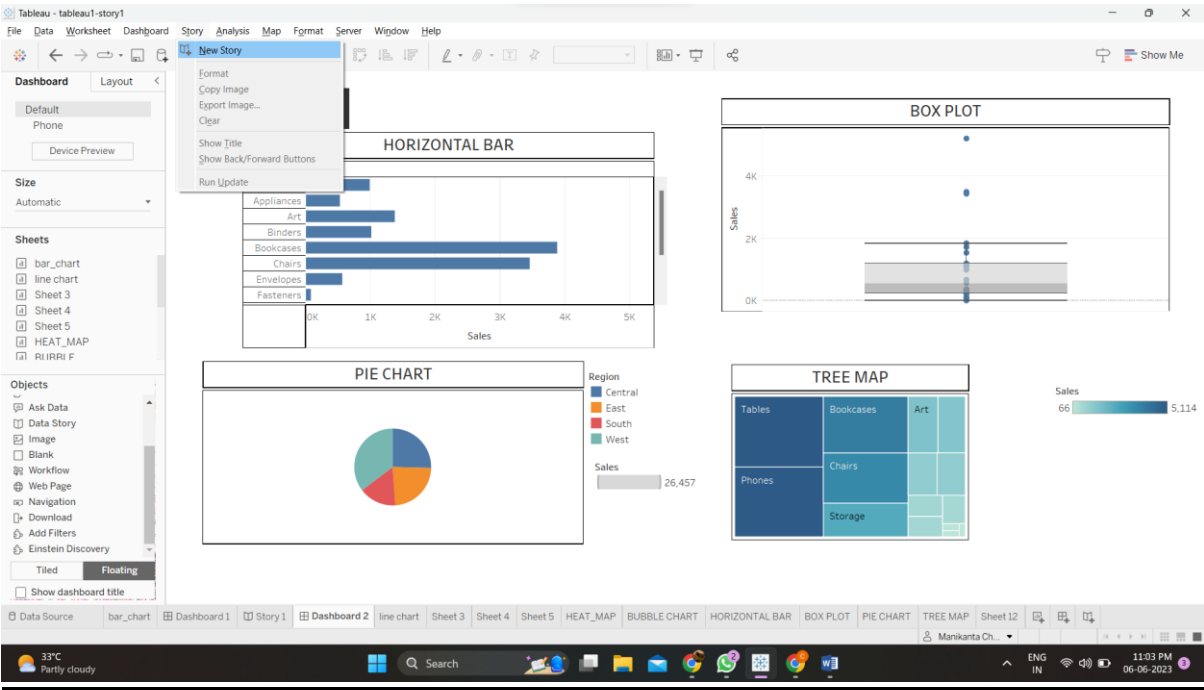 Tableau - tableau1-story1
File Data Worksheet Dashboard Story Analysis Map Format Server Window Help
New Story
Format
Copy Image
Export Image...
Clear
Show Title
Show Back/Forward Buttons
Run Update
Show Me
Dashboard Layout
Default
Phone
Device Preview
Size
Automatic
Sheets
bar_chart
line chart
Sheet 3
Sheet 4
Sheet 5
HEAT_MAP
BUBBLE
Objects
Ask Data
Data Story
Image
Blank
Workflow
Web Page
Navigation
Download
Add Filters
Einstein Discovery
Tiled Floating
Show dashboard title
HORIZONTAL BAR
Appliances
Art
Binders
Bookcases
Chairs
Envelopes
Fasteners
0K 1K 2K 3K 4K 5K
Sales
BOX PLOT
4K
2K
0K
Sales
PIE CHART
Region
Central
East
South
West
Sales
26,457
TREE MAP
Tables
Bookcases
Art
Chairs
Phones
Storage
Sales
66 5,114
Data Source bar_chart Dashboard 1 Story 1 Dashboard 2 line chart Sheet 3 Sheet 4 Sheet 5 HEAT_MAP BUBBLE CHART HORIZONTAL BAR BOX PLOT PIE CHART TREE MAP Sheet 12
Manikanta Ch...
33°C
Partly cloudy
Search
2
ENG
IN
11:03 PM
06-06-2023
3